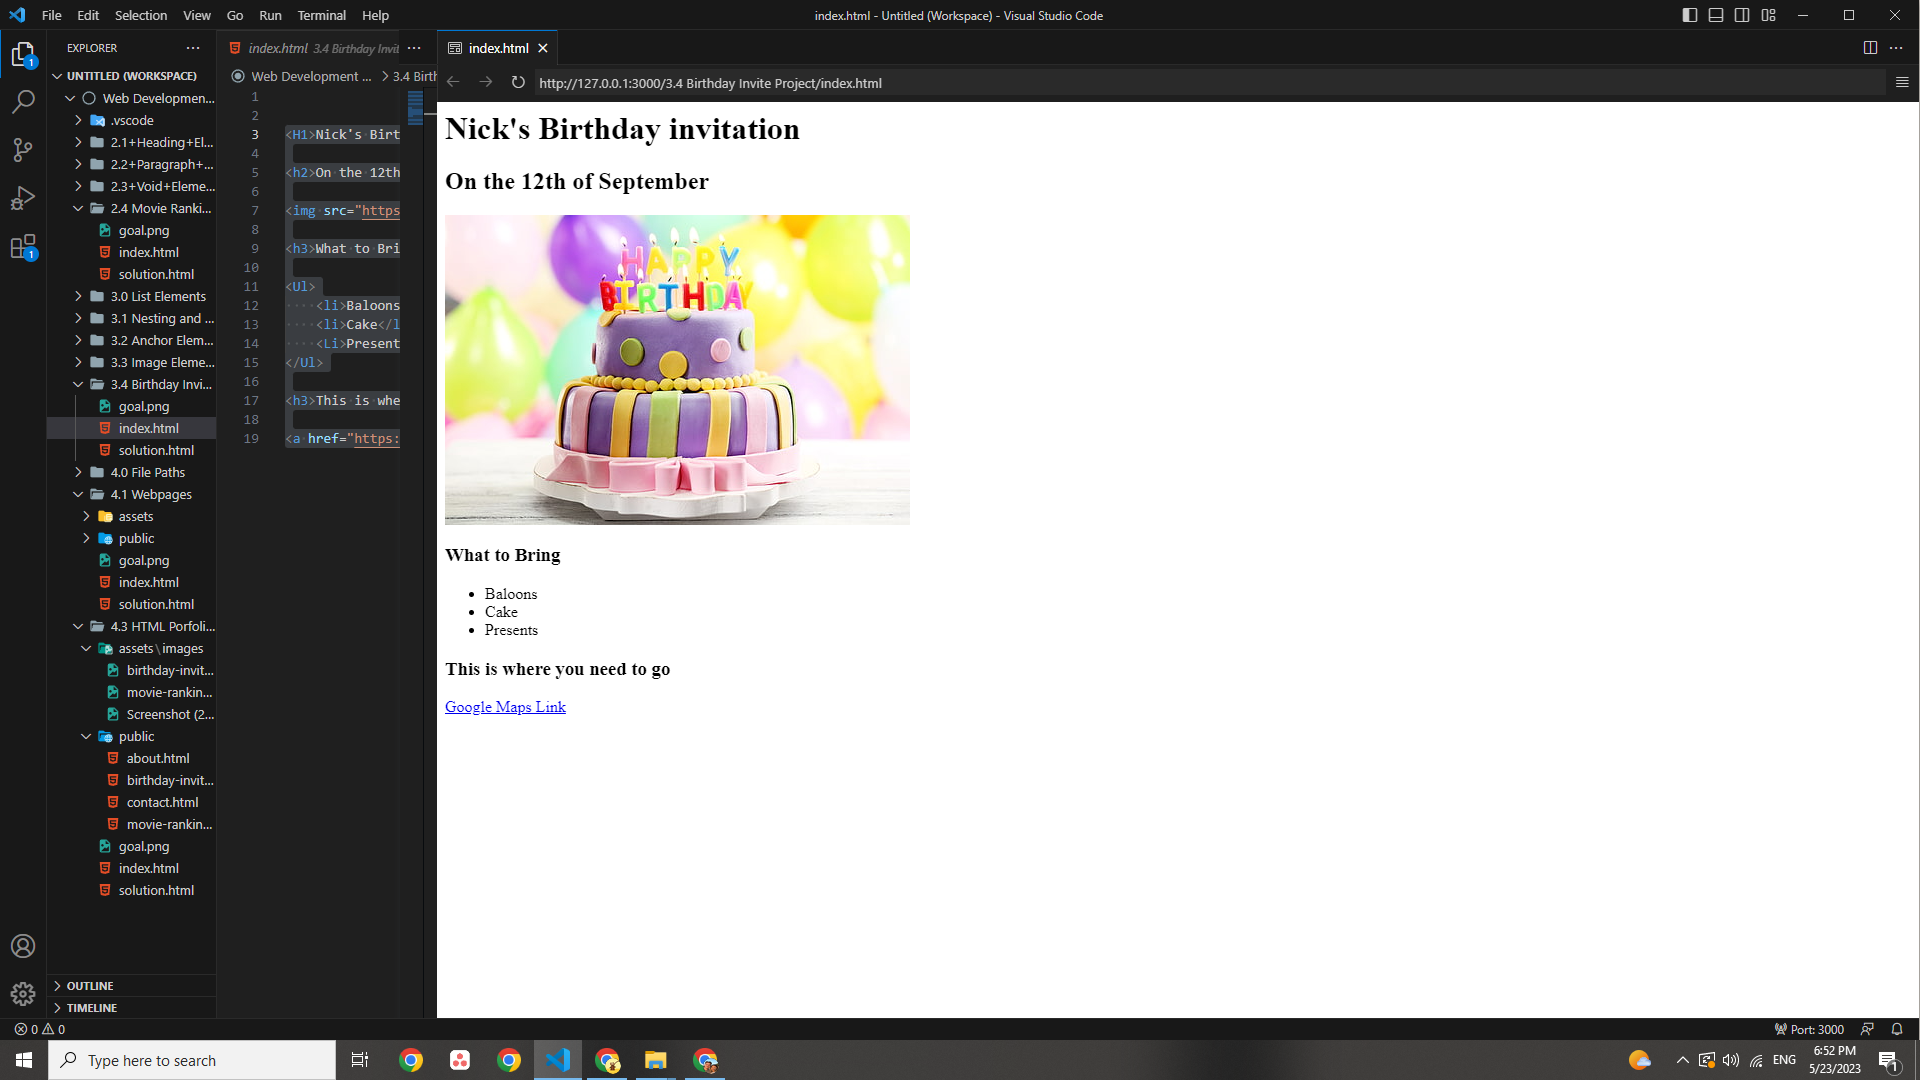 File Edit Selection View Go Run Terminal Help
index.html - Untitled (Workspace) - Visual Studio Code
EXPLORER
UNTITLED (WORKSPACE)
Web Developmen...
.vscode
2.1+Heading+El...
2.2+Paragraph+...
2.3+Void+Eleme...
2.4 Movie Ranki...
goal.png
index.html
solution.html
3.0 List Elements
3.1 Nesting and ...
3.2 Anchor Elem...
3.3 Image Eleme...
3.4 Birthday Invi...
goal.png
index.html
solution.html
4.0 File Paths
4.1 Webpages
assets
public
goal.png
index.html
solution.html
4.3 HTML Porfoli...
assets\images
birthday-invit...
movie-rankin...
Screenshot (2...
public
about.html
birthday-invit...
contact.html
movie-rankin...
goal.png
index.html
solution.html
OUTLINE
TIMELINE
1
1
index.html 3.4 Birthday Invit
Web Development ... > 3.4 Birth
1
2
3 <H1>Nick's Birt
4
5 <h2>On the 12th
6
7 <img src="https
8
9 <h3>What to Bri
10
11 <Ul>
12 <li>Baloons
13 <li>Cake</l
14 <Li>Present
15 </Ul>
16
17 <h3>This is whe
18
19 <a href="https:
index.html
http://127.0.0.1:3000/3.4 Birthday Invite Project/index.html
Nick's Birthday invitation
On the 12th of September
HAPPY
BIRTHDAY
What to Bring
• Baloons
• Cake
• Presents
This is where you need to go
Google Maps Link
0 0
Port: 3000
Type here to search
ENG
6:52 PM
5/23/2023
1